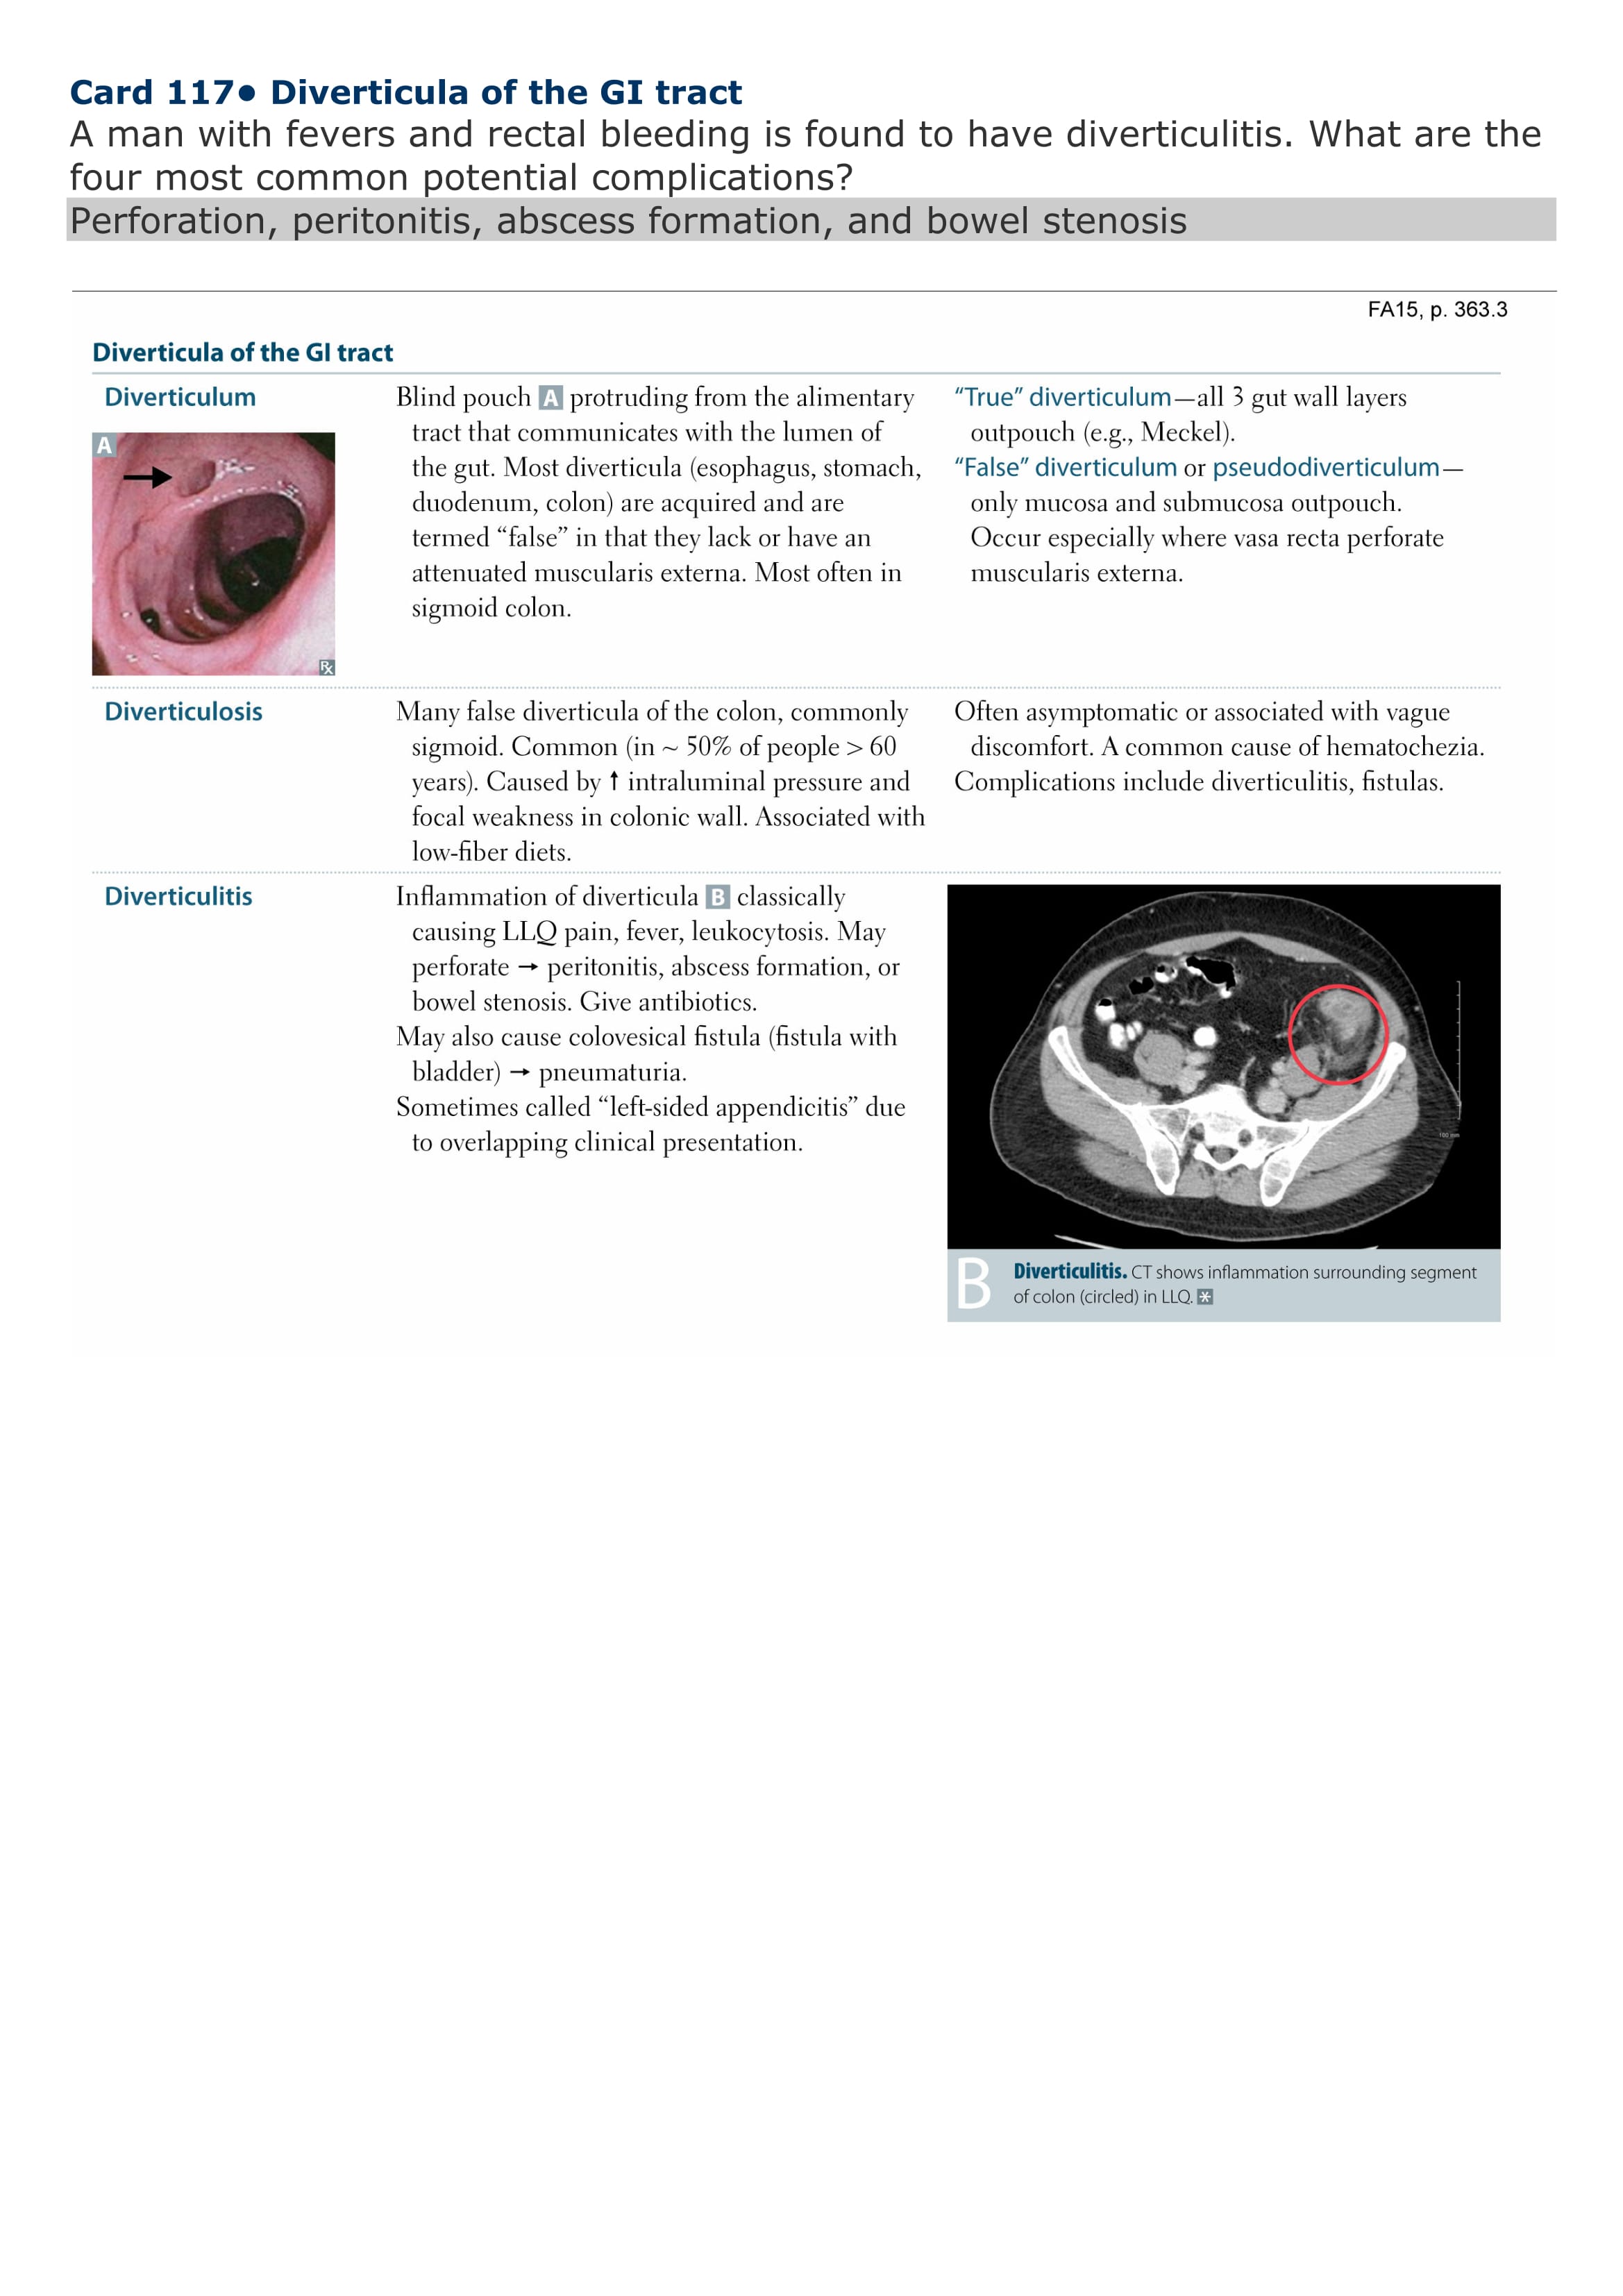 Card 117• Diverticula of the GI tract
A man with fevers and rectal bleeding is found to have diverticulitis. What are the
four most common potential complications?
Perforation, peritonitis, abscess formation, and bowel stenosis
FA15, p. 363.3
Diverticula of the GI tract
Diverticulum
A
Rx
Blind pouch A protruding from the alimentary
tract that communicates with the lumen of
the gut. Most diverticula (esophagus, stomach,
duodenum, colon) are acquired and are
termed “false” in that they lack or have an
attenuated muscularis externa. Most often in
sigmoid colon.
“True” diverticulum—all 3 gut wall layers
outpouch (e.g., Meckel).
“False” diverticulum or pseudodiverticulum—
only mucosa and submucosa outpouch.
Occur especially where vasa recta perforate
muscularis externa.
Diverticulosis
Many false diverticula of the colon, commonly
sigmoid. Common (in ~ 50% of people > 60
years). Caused by ↑ intraluminal pressure and
focal weakness in colonic wall. Associated with
low-fiber diets.
Often asymptomatic or associated with vague
discomfort. A common cause of hematochezia.
Complications include diverticulitis, fistulas.
Diverticulitis
Inflammation of diverticula B classically
causing LLQ pain, fever, leukocytosis. May
perforate → peritonitis, abscess formation, or
bowel stenosis. Give antibiotics.
May also cause colovesical fistula (fistula with
bladder) → pneumaturia.
Sometimes called “left-sided appendicitis” due
to overlapping clinical presentation.
100 mm
B
Diverticulitis. CT shows inflammation surrounding segment
of colon (circled) in LLQ. *